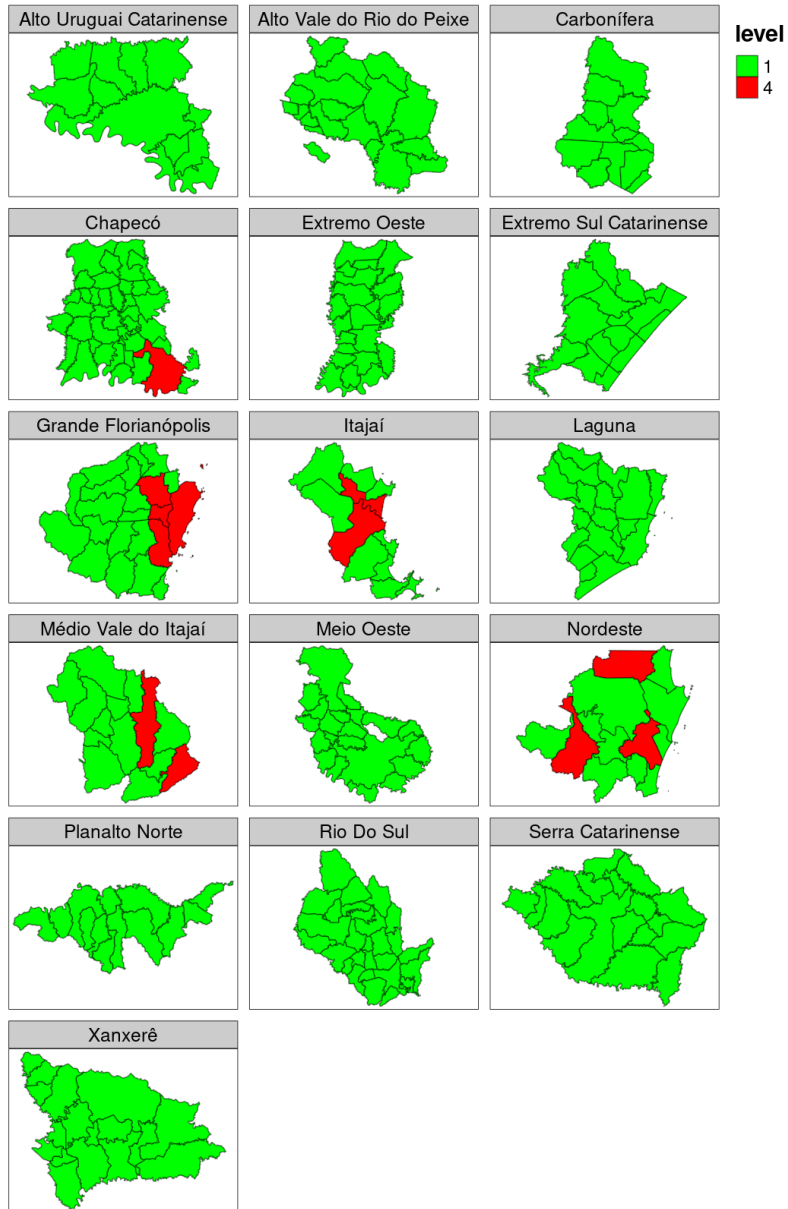 Alto Uruguai Catarinense
Alto Vale do Rio do Peixe
Carbonífera
level
1
4
Chapecó
Extremo Oeste
Extremo Sul Catarinense
Grande Florianópolis
Itajaí
Laguna
Médio Vale do Itajaí
Meio Oeste
Nordeste
Planalto Norte
Rio Do Sul
Serra Catarinense
Xanxerê